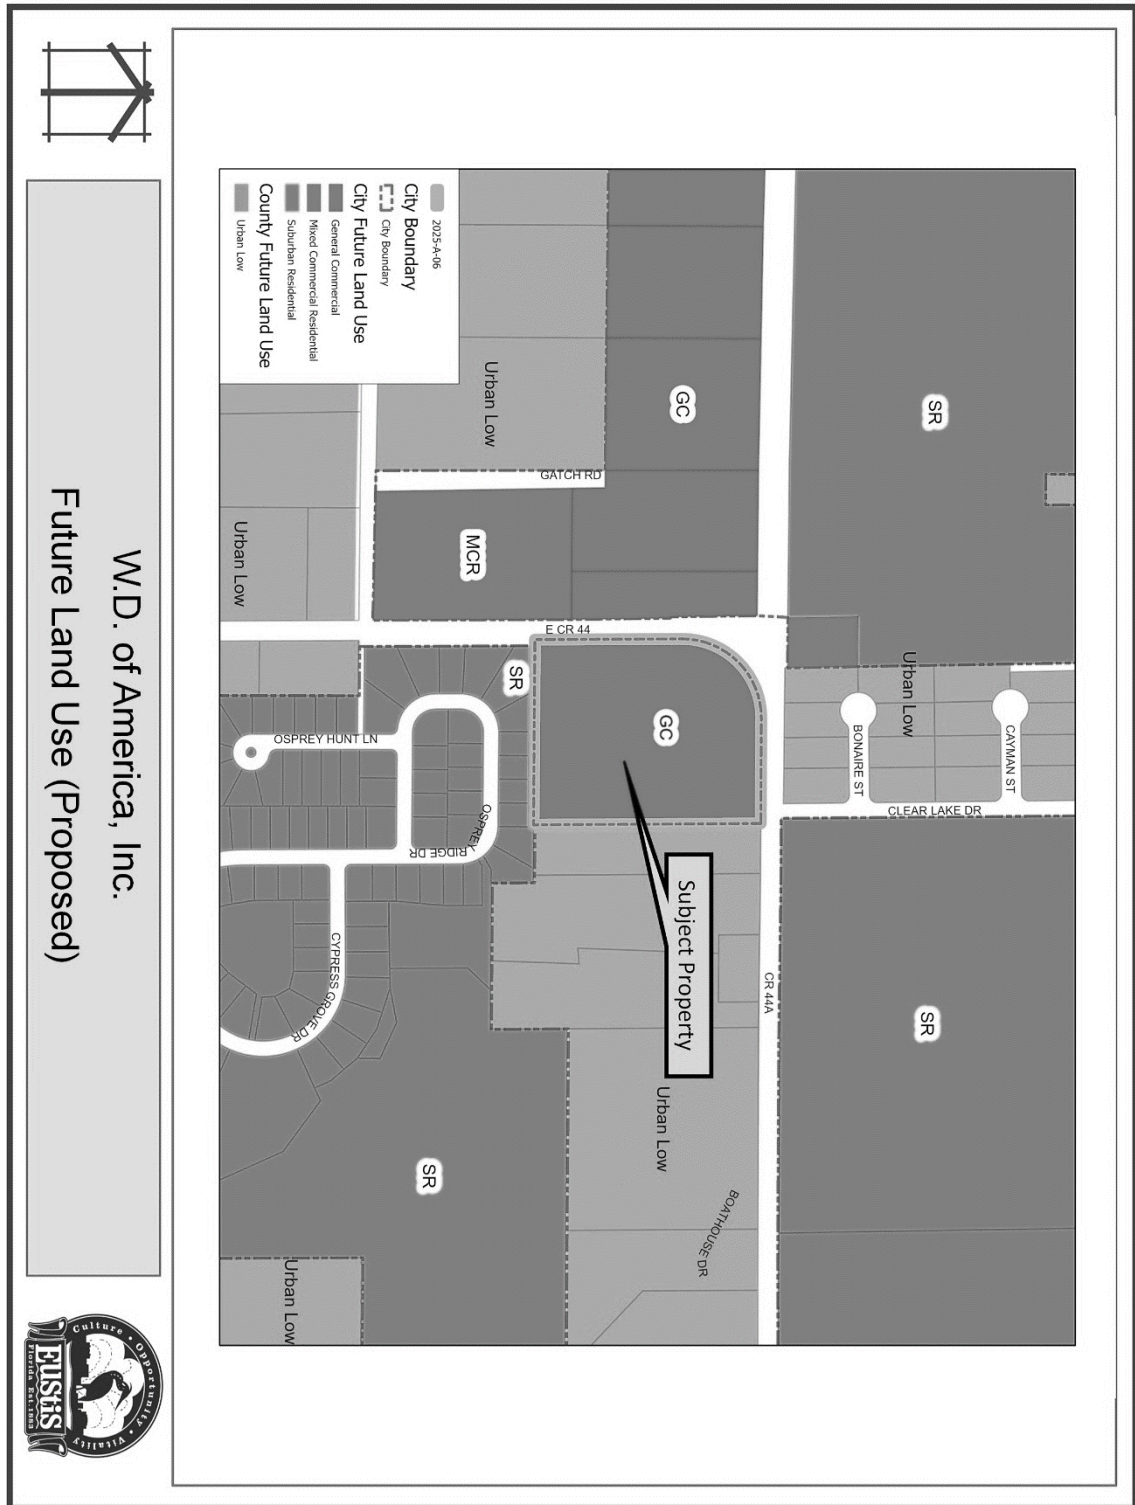 SR
CAYMAN ST
BONAIRE ST
Urban Low
CLEAR LAKE DR
SR
CR 44A
GC
GC
Subject Property
Urban Low
BOATHOUSE DR
GATCH RD
E CR 44
Urban Low
MCR
SR
OSPREY RIDGE DR
OSPREY HUNT LN
CYPRESS GROVE DR
SR
Urban Low
Urban Low
2025-A-06
City Boundary
City Boundary
City Future Land Use
General Commercial
Mixed Commercial Residential
Suburban Residential
County Future Land Use
Urban Low
W.D. of America, Inc.
Future Land Use (Proposed)
Culture • Opportunity • Vitality
EUSTIS
Florida Est. 1883